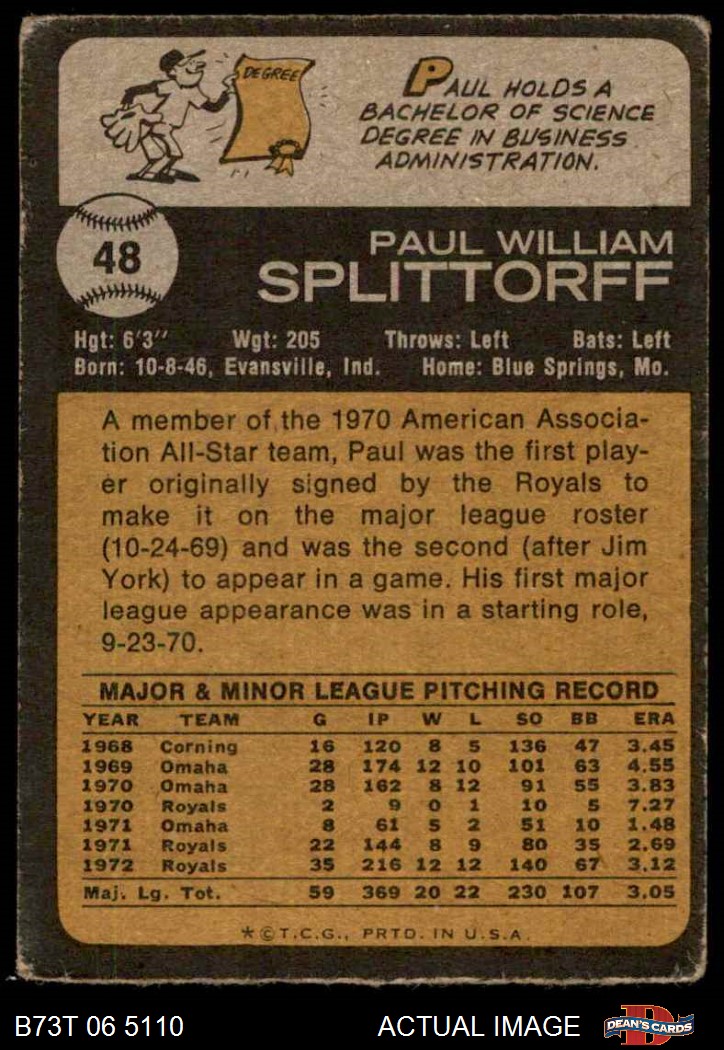 DEGREE
PAUL HOLDS A
BACHELOR OF SCIENCE
DEGREE IN BUSINESS
ADMINISTRATION.
48
PAUL WILLIAM
SPLITTORFF
Hgt: 6'3" Wgt: 205 Throws: Left Bats: Left
Born: 10-8-46, Evansville, Ind. Home: Blue Springs, Mo.
A member of the 1970 American Associa-
tion All-Star team, Paul was the first play-
er originally signed by the Royals to
make it on the major league roster
(10-24-69) and was the second (after Jim
York) to appear in a game. His first major
league appearance was in a starting role,
9-23-70.
MAJOR & MINOR LEAGUE PITCHING RECORD
YEAR TEAM G IP W L SO BB ERA
1968 Corning 16 120 8 5 136 47 3.45
1969 Omaha 28 174 12 10 101 63 4.55
1970 Omaha 28 162 8 12 91 55 3.83
1970 Royals 2 9 0 1 10 5 7.27
1971 Omaha 8 61 5 2 51 10 1.48
1971 Royals 22 144 8 9 80 35 2.69
1972 Royals 35 216 12 12 140 67 3.12
Maj. Lg. Tot. 59 369 20 22 230 107 3.05
*©T.C.G., PRTD. IN U.S.A.
B73T 06 5110 ACTUAL IMAGE
D
DEAN'S CARDS